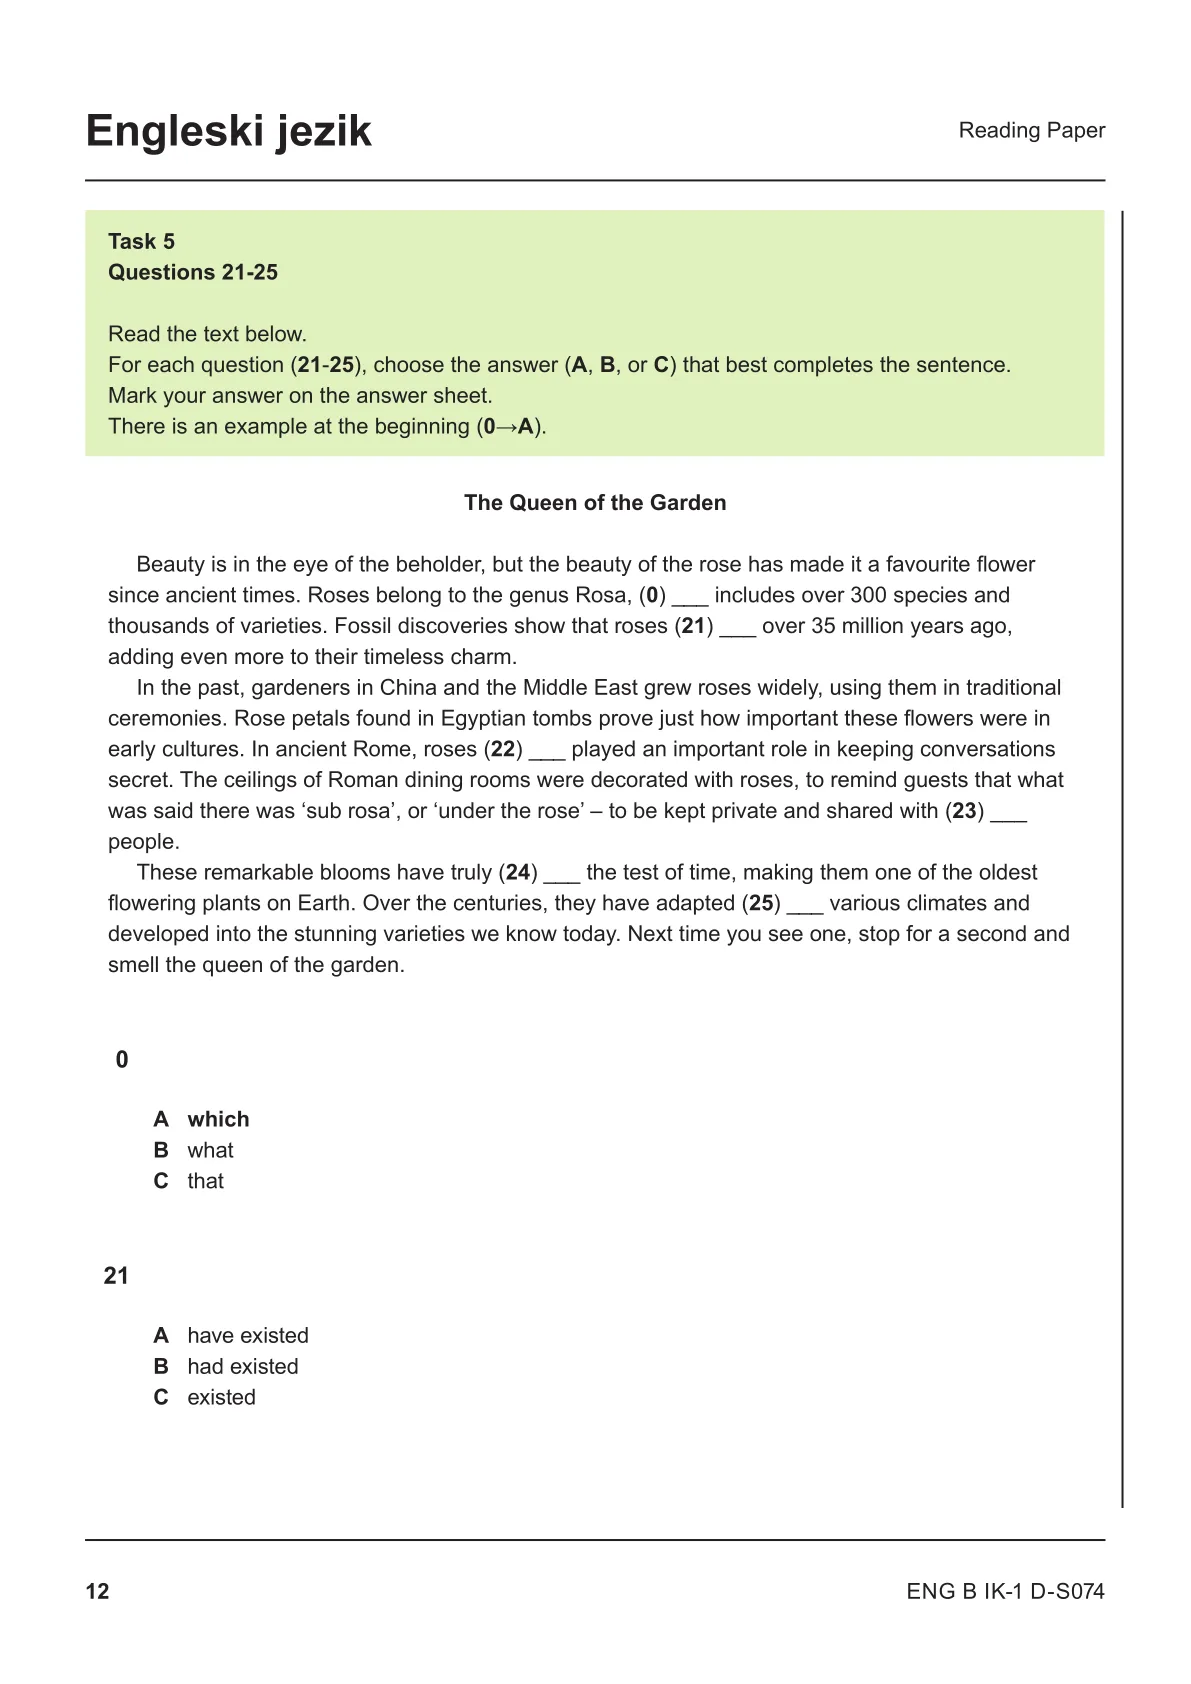 Engleski jezik
Reading Paper
Task 5
Questions 21-25
Read the text below.
For each question (21-25), choose the answer (A, B, or C) that best completes the sentence.
Mark your answer on the answer sheet.
There is an example at the beginning (0→A).
The Queen of the Garden
Beauty is in the eye of the beholder, but the beauty of the rose has made it a favourite flower
since ancient times. Roses belong to the genus Rosa, (0) ___ includes over 300 species and
thousands of varieties. Fossil discoveries show that roses (21) ___ over 35 million years ago,
adding even more to their timeless charm.
In the past, gardeners in China and the Middle East grew roses widely, using them in traditional
ceremonies. Rose petals found in Egyptian tombs prove just how important these flowers were in
early cultures. In ancient Rome, roses (22) ___ played an important role in keeping conversations
secret. The ceilings of Roman dining rooms were decorated with roses, to remind guests that what
was said there was ‘sub rosa’, or ‘under the rose’ – to be kept private and shared with (23) ___
people.
These remarkable blooms have truly (24) ___ the test of time, making them one of the oldest
flowering plants on Earth. Over the centuries, they have adapted (25) ___ various climates and
developed into the stunning varieties we know today. Next time you see one, stop for a second and
smell the queen of the garden.
0
A which
B what
C that
21
A have existed
B had existed
C existed
12
ENG B IK-1 D-S074